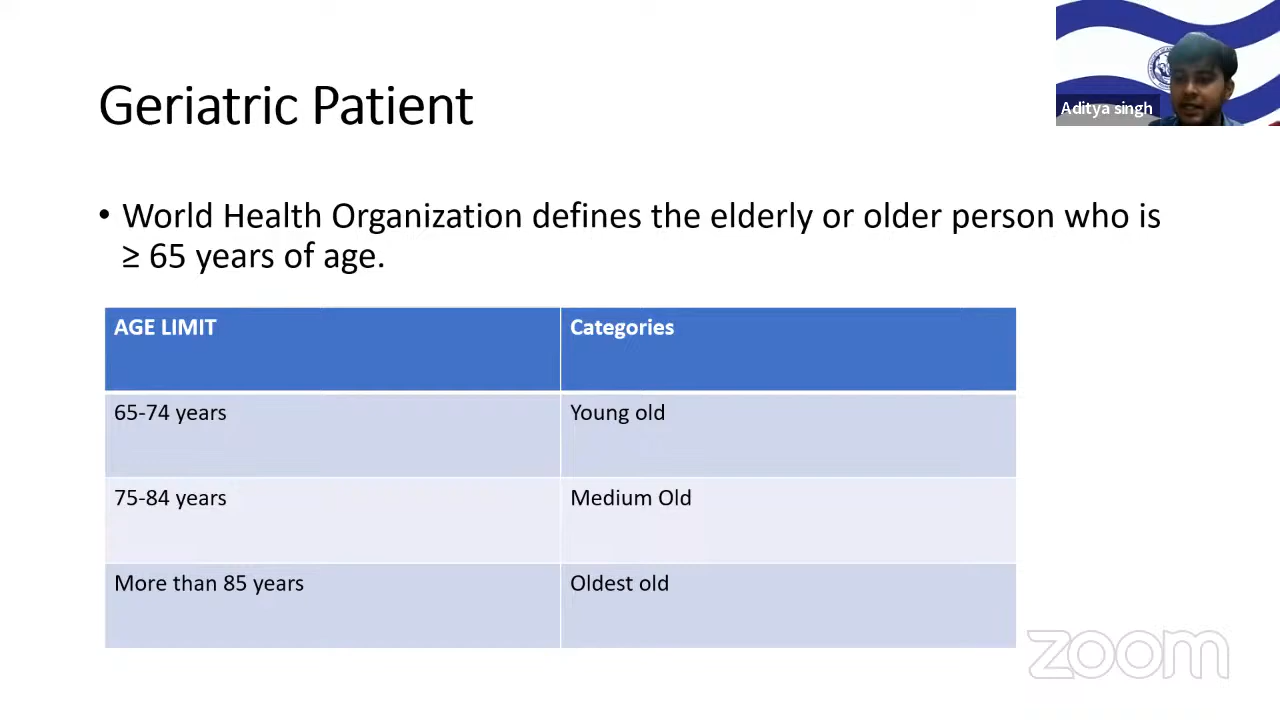 Geriatric Patient
Aditya singh
• World Health Organization defines the elderly or older person who is
≥ 65 years of age.
AGE LIMIT Categories
65-74 years Young old
75-84 years Medium Old
More than 85 years Oldest old
zoom